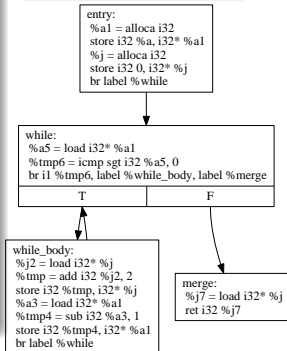 entry:
%a1 = alloca i32
store i32 %a, i32* %a1
%j = alloca i32
store i32 0, i32* %j
br label %while
while:
%a5 = load i32* %a1
%tmp6 = icmp sgt i32 %a5, 0
br i1 %tmp6, label %while_body, label %merge
T F
while_body:
%j2 = load i32* %j
%tmp = add i32 %j2, 2
store i32 %tmp, i32* %j
%a3 = load i32* %a1
%tmp4 = sub i32 %a3, 1
store i32 %tmp4, i32* %a1
br label %while
merge:
%j7 = load i32* %j
ret i32 %j7